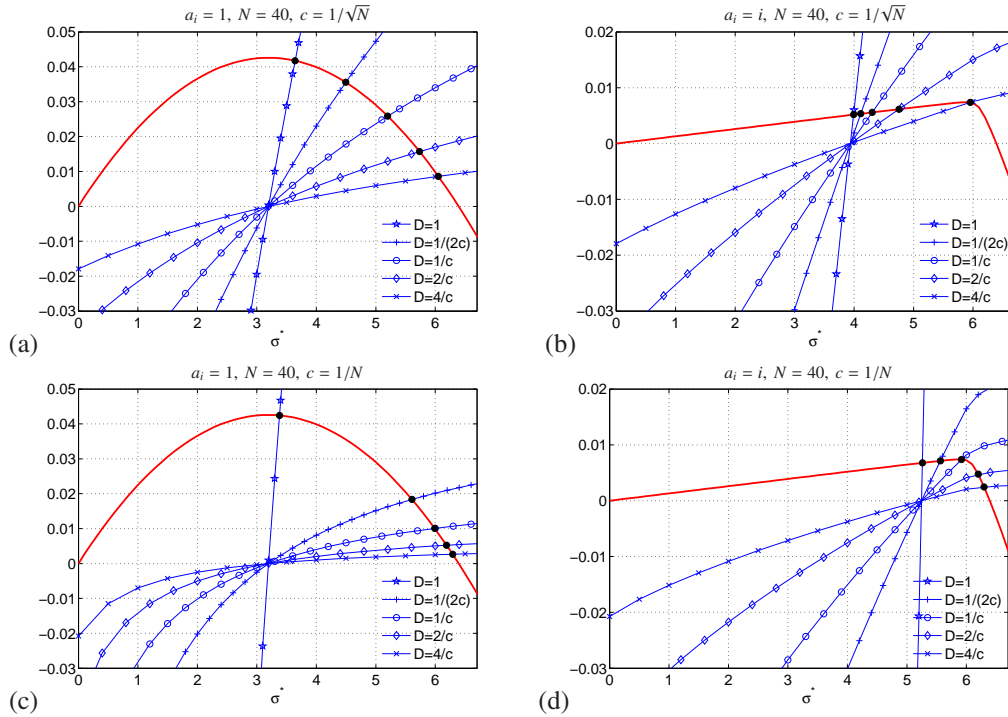 a_i = 1, N = 40, c = 1/√N
0.05
0.04
0.03
0.02
0.01
0
−0.01
−0.02
−0.03
0 1 2 3 4 5 6
σ*
D=1
D=1/(2c)
D=1/c
D=2/c
D=4/c
(a)
a_i = i, N = 40, c = 1/√N
0.02
0.01
0
−0.01
−0.02
−0.03
0 1 2 3 4 5 6
σ*
D=1
D=1/(2c)
D=1/c
D=2/c
D=4/c
(b)
a_i = 1, N = 40, c = 1/N
0.05
0.04
0.03
0.02
0.01
0
−0.01
−0.02
−0.03
0 1 2 3 4 5 6
σ*
D=1
D=1/(2c)
D=1/c
D=2/c
D=4/c
(c)
a_i = i, N = 40, c = 1/N
0.02
0.01
0
−0.01
−0.02
−0.03
0 1 2 3 4 5 6
σ*
D=1
D=1/(2c)
D=1/c
D=2/c
D=4/c
(d)